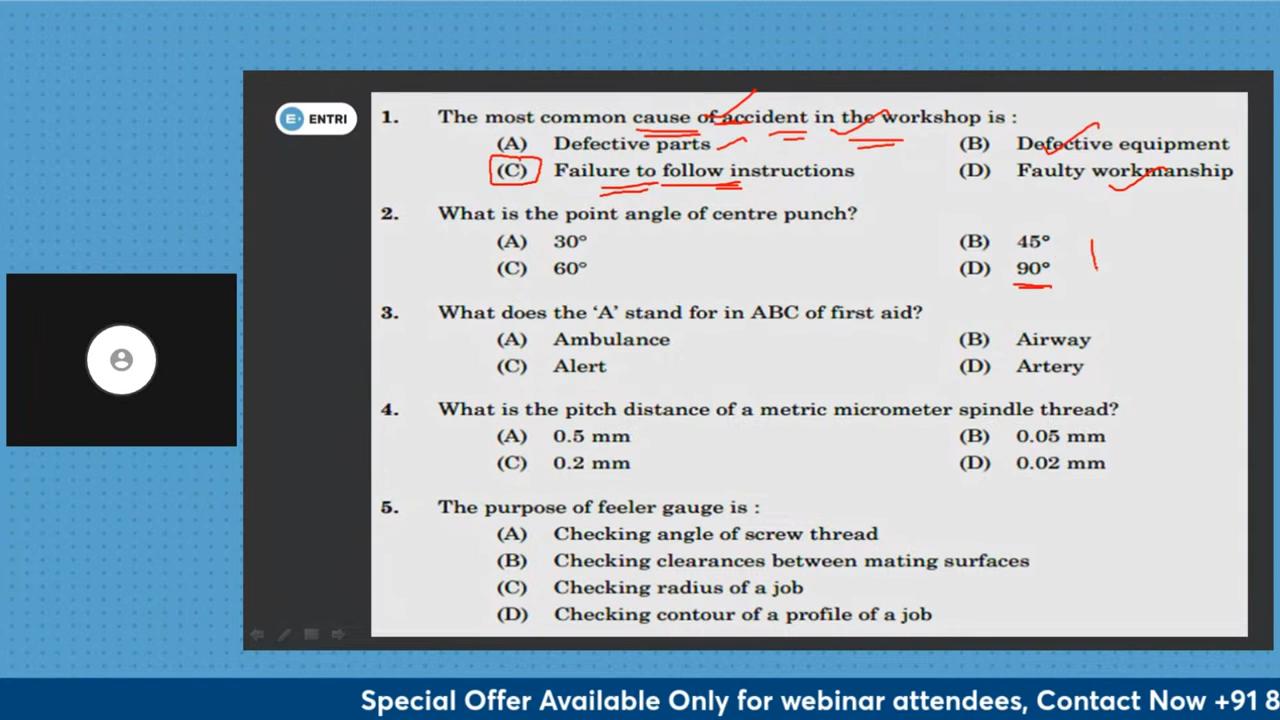 ENTRI
1. The most common cause of accident in the workshop is :
(A) Defective parts (B) Defective equipment
(C) Failure to follow instructions (D) Faulty workmanship
2. What is the point angle of centre punch?
(A) 30° (B) 45°
(C) 60° (D) 90°
3. What does the ‘A’ stand for in ABC of first aid?
(A) Ambulance (B) Airway
(C) Alert (D) Artery
4. What is the pitch distance of a metric micrometer spindle thread?
(A) 0.5 mm (B) 0.05 mm
(C) 0.2 mm (D) 0.02 mm
5. The purpose of feeler gauge is :
(A) Checking angle of screw thread
(B) Checking clearances between mating surfaces
(C) Checking radius of a job
(D) Checking contour of a profile of a job
Special Offer Available Only for webinar attendees, Contact Now +91 8